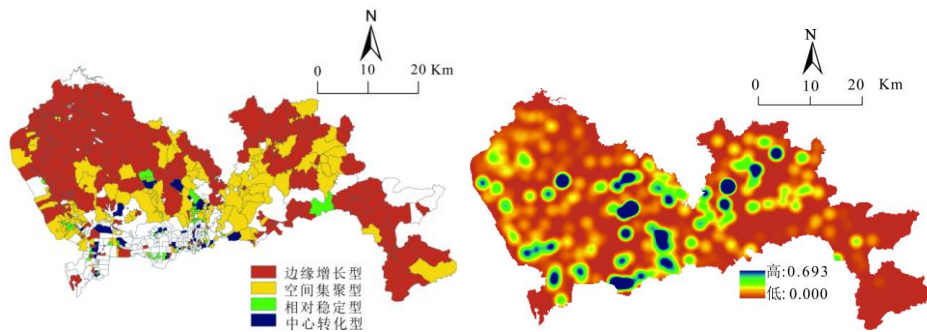 N
0 10 20 Km
边缘增长型
空间集聚型
相对稳定型
中心转化型
N
0 10 20 Km
高:0.693
低:0.000